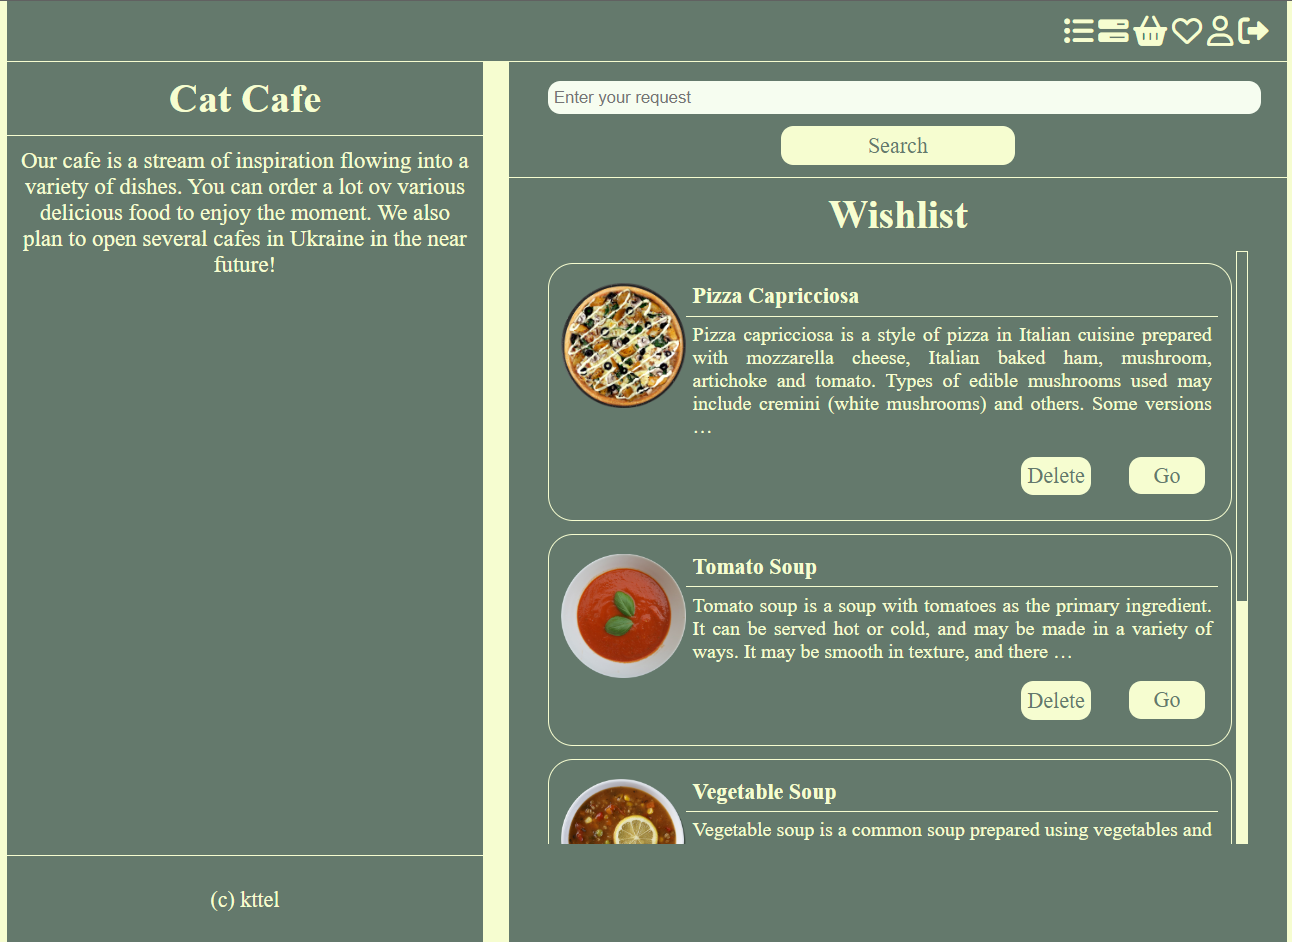 Cat Cafe
Our cafe is a stream of inspiration flowing into a
variety of dishes. You can order a lot ov various
delicious food to enjoy the moment. We also
plan to open several cafes in Ukraine in the near
future!
(c) kttel
Enter your request
Search
Wishlist
Pizza Capricciosa
Pizza capricciosa is a style of pizza in Italian cuisine prepared
with mozzarella cheese, Italian baked ham, mushroom,
artichoke and tomato. Types of edible mushrooms used may
include cremini (white mushrooms) and others. Some versions
…
Delete Go
Tomato Soup
Tomato soup is a soup with tomatoes as the primary ingredient.
It can be served hot or cold, and may be made in a variety of
ways. It may be smooth in texture, and there …
Delete Go
Vegetable Soup
Vegetable soup is a common soup prepared using vegetables and